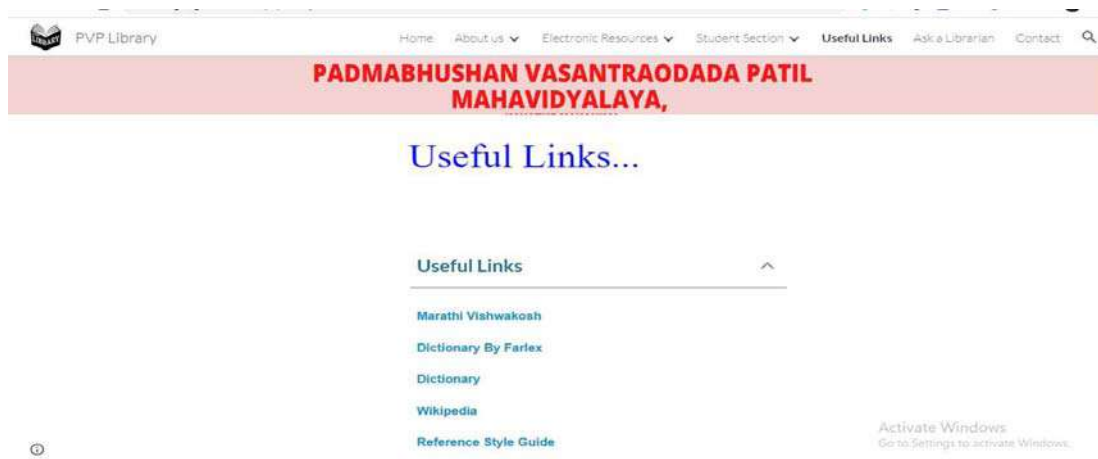 LIBRARY
PVP Library
Home About us Electronic Resources Student Section Useful Links Ask a Librarian Contact
PADMABHUSHAN VASANTRAODADA PATIL
MAHAVIDYALAYA,
Useful Links...
Useful Links
Marathi Vishwakosh
Dictionary By Farlex
Dictionary
Wikipedia
Reference Style Guide
Activate Windows
Go to Settings to activate Windows.